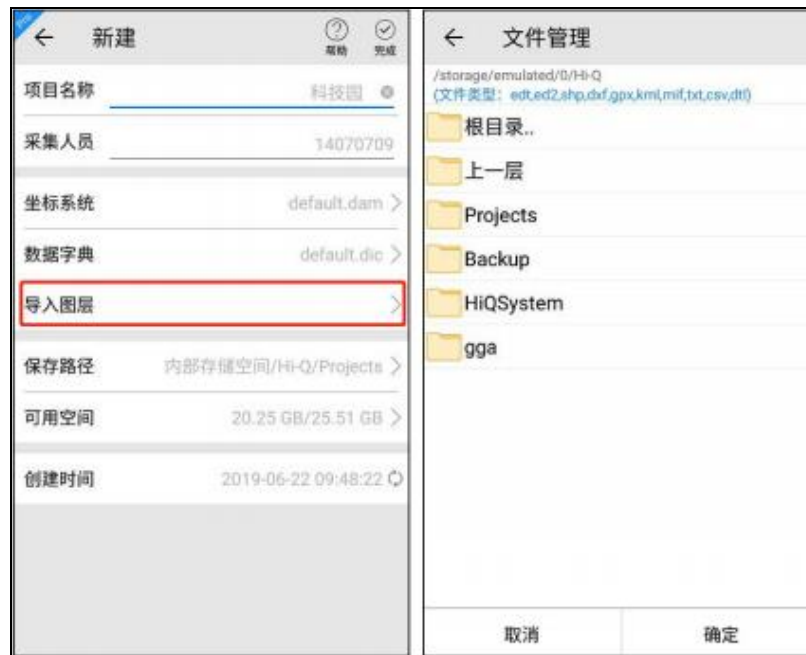 Pro
新建
帮助
完成
项目名称 科技园
采集人员 14070709
坐标系统 default.dam
数据字典 default.dic
导入图层
保存路径 内部存储空间/Hi-Q/Projects
可用空间 20.25 GB/25.51 GB
创建时间 2019-06-22 09:48:22
文件管理
/storage/emulated/0/Hi-Q
(文件类型：edt,ed2,shp,dxf,gpx,kml,mif,txt,csv,dtl)
根目录..
上一层
Projects
Backup
HiQSystem
gga
取消 确定